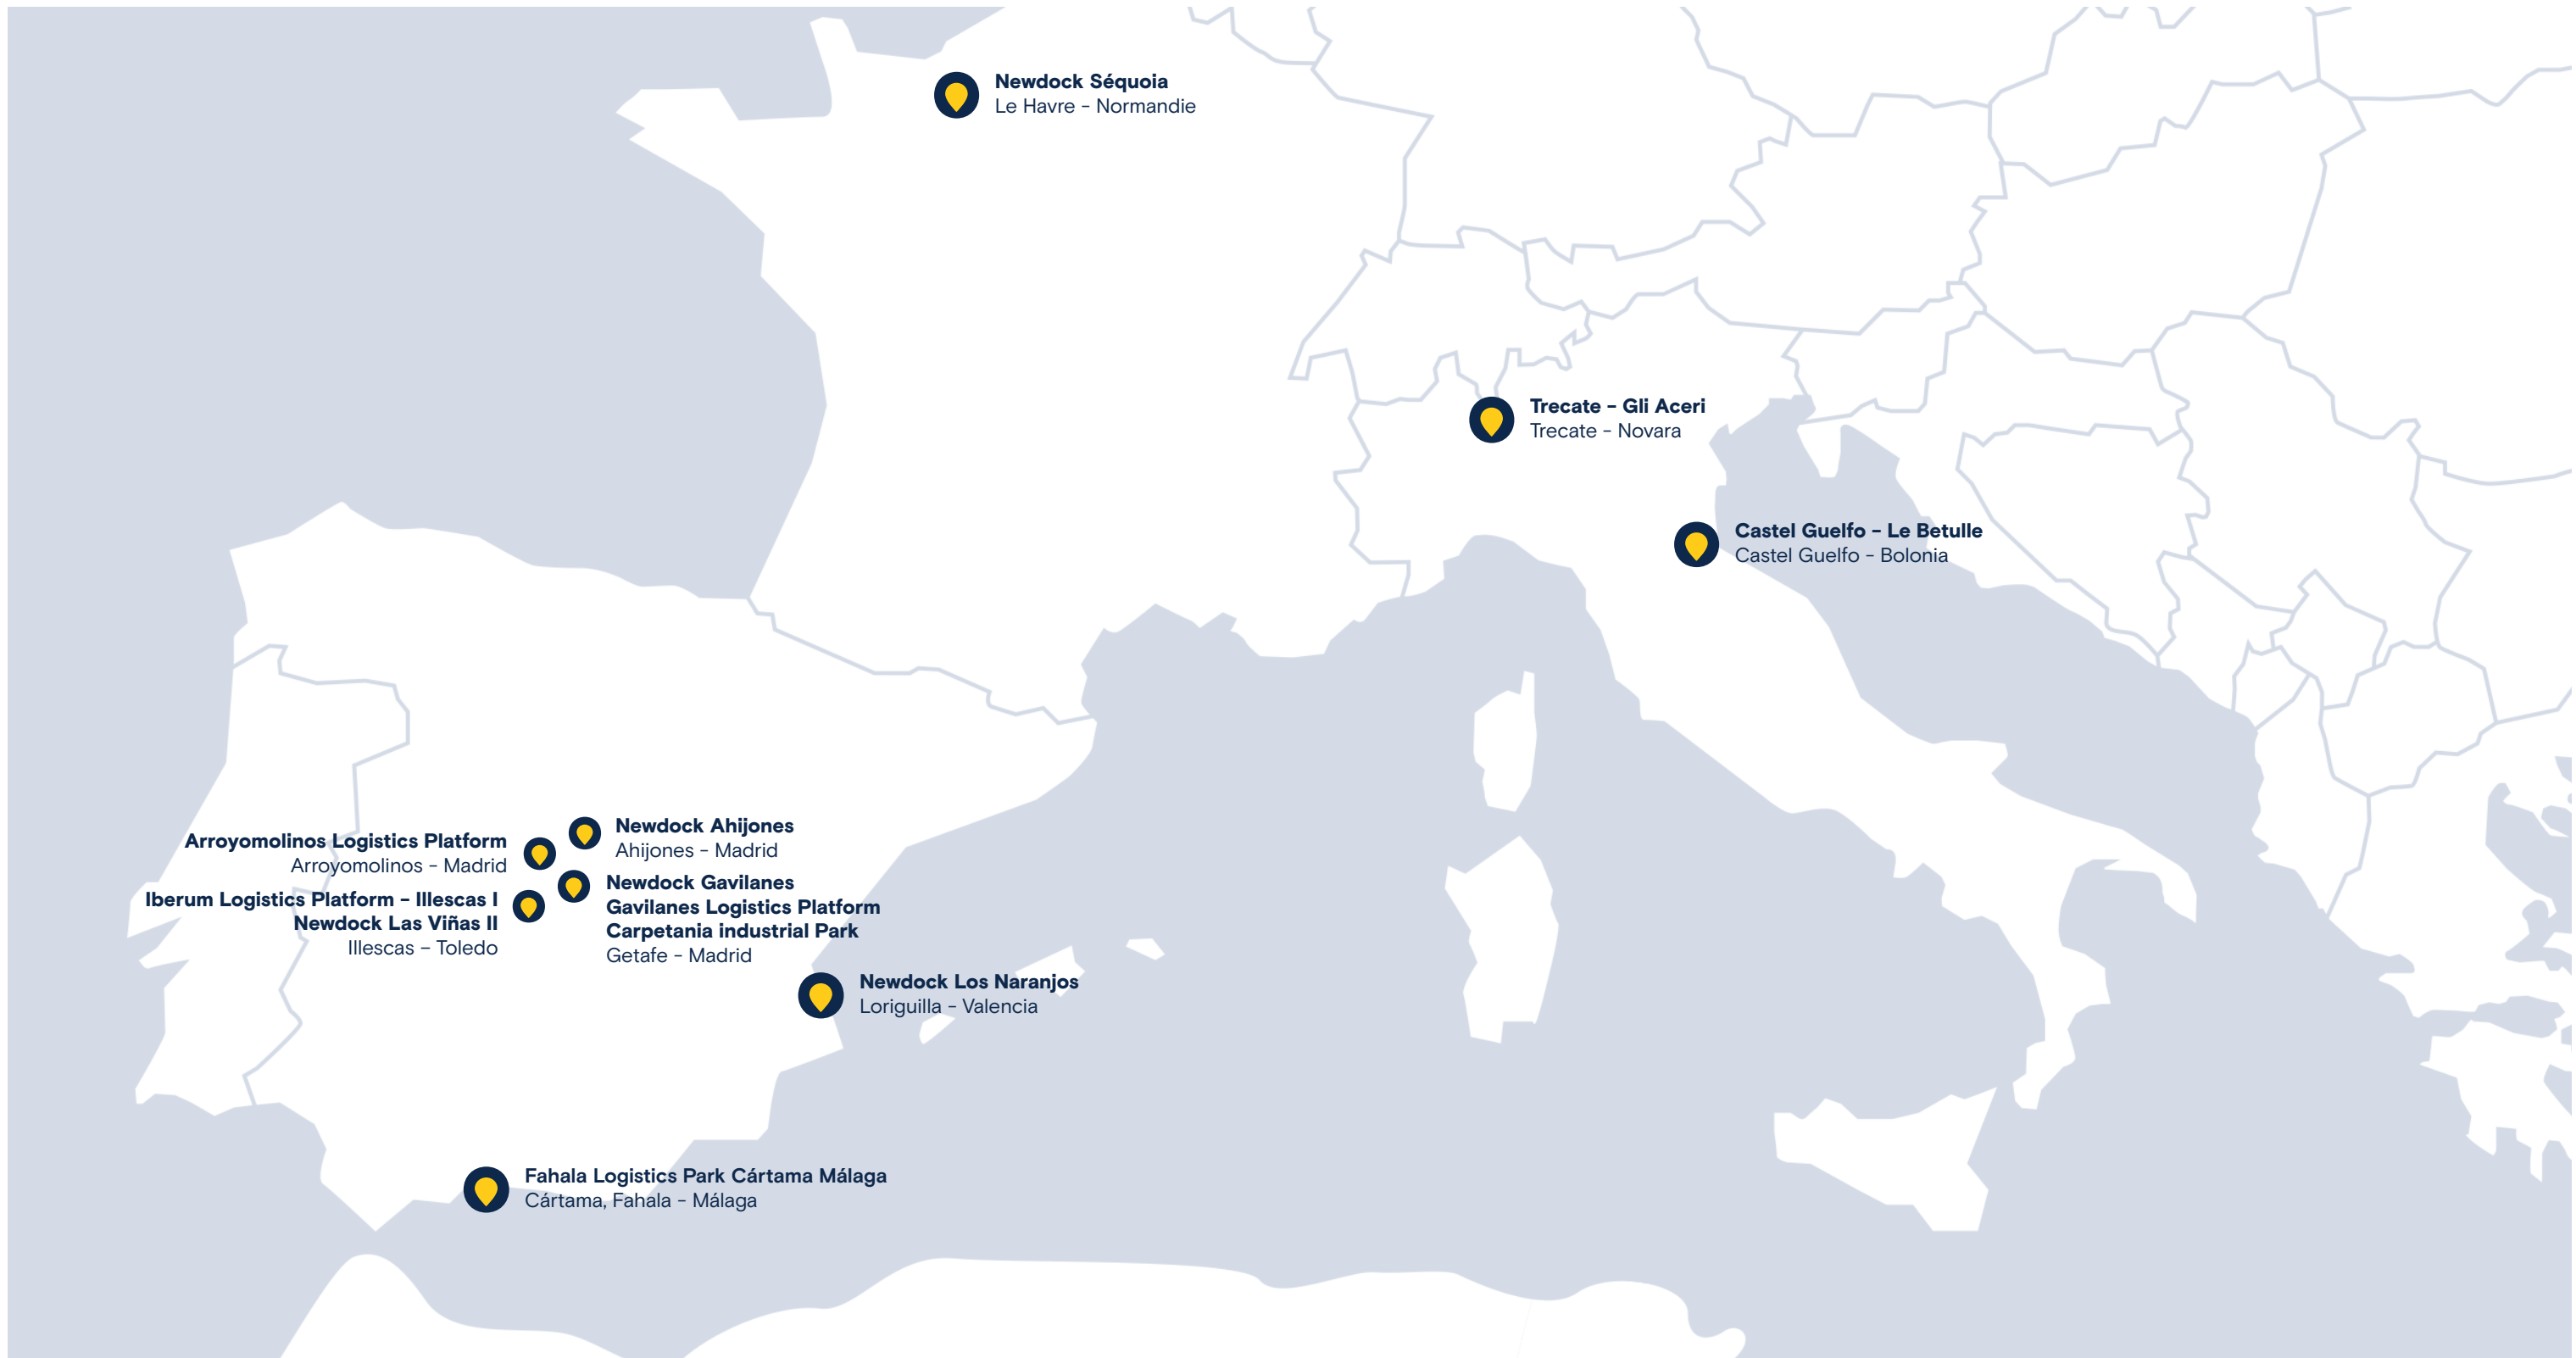 Newdock Séquoia
Le Havre - Normandie
Trecate - Gli Aceri
Trecate - Novara
Castel Guelfo - Le Betulle
Castel Guelfo - Bolonia
Arroyomolinos Logistics Platform
Arroyomolinos - Madrid
Newdock Ahijones
Ahijones - Madrid
Iberum Logistics Platform - Illescas I
Newdock Las Viñas II
Illescas – Toledo
Newdock Gavilanes
Gavilanes Logistics Platform
Carpetania industrial Park
Getafe - Madrid
Newdock Los Naranjos
Loriguilla - Valencia
Fahala Logistics Park Cártama Málaga
Cártama, Fahala - Málaga